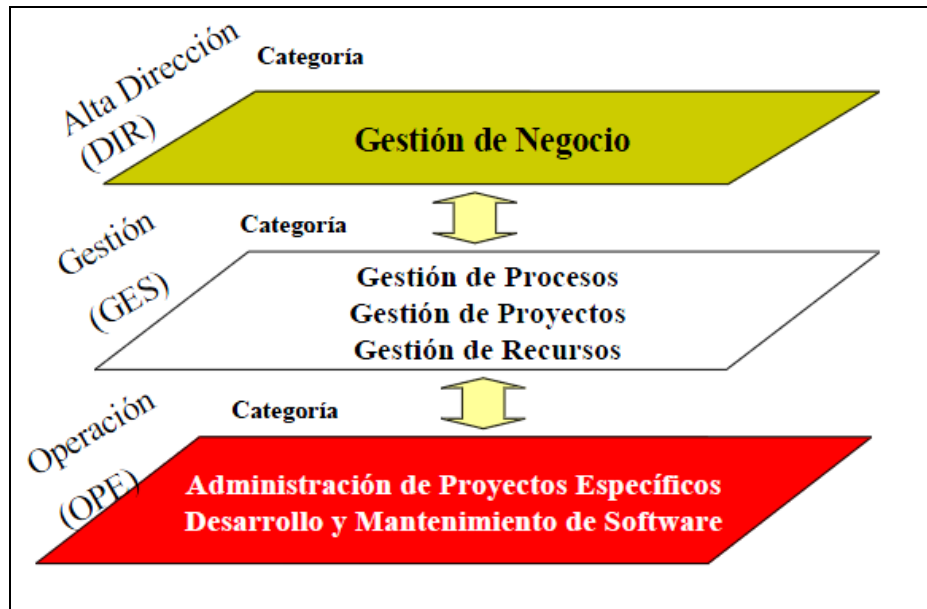 Alta Dirección
(DIR)
Categoría
Gestión de Negocio
Gestión
(GES)
Categoría
Gestión de Procesos
Gestión de Proyectos
Gestión de Recursos
Operación
(OPE)
Categoría
Administración de Proyectos Específicos
Desarrollo y Mantenimiento de Software